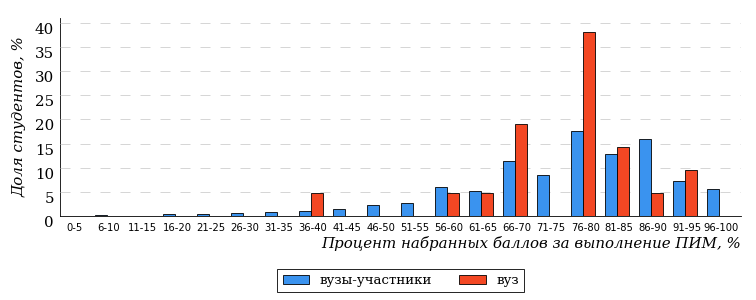 Доля студентов, %
40
35
30
25
20
15
10
5
0
0-5 6-10 11-15 16-20 21-25 26-30 31-35 36-40 41-45 46-50 51-55 56-60 61-65 66-70 71-75 76-80 81-85 86-90 91-95 96-100
Процент набранных баллов за выполнение ПИМ, %
вузы-участники вуз